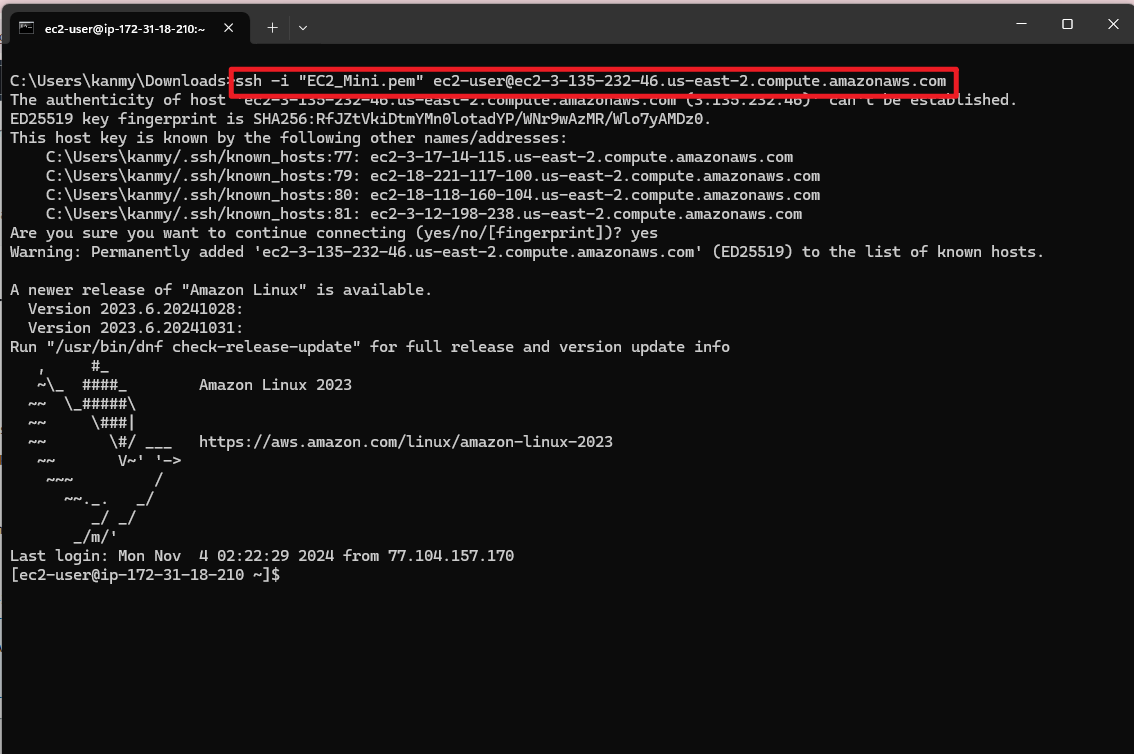 ec2-user@ip-172-31-18-210:~
C:\Users\kanmy\Downloads>ssh -i "EC2_Mini.pem" ec2-user@ec2-3-135-232-46.us-east-2.compute.amazonaws.com
The authenticity of host 'ec2-3-135-232-46.us-east-2.compute.amazonaws.com (3.135.232.46)' can't be established.
ED25519 key fingerprint is SHA256:RfJZtVkiDtmYMn0lotadYP/WNr9wAzMR/Wlo7yAMDz0.
This host key is known by the following other names/addresses:
    C:\Users\kanmy/.ssh/known_hosts:77: ec2-3-17-14-115.us-east-2.compute.amazonaws.com
    C:\Users\kanmy/.ssh/known_hosts:79: ec2-18-221-117-100.us-east-2.compute.amazonaws.com
    C:\Users\kanmy/.ssh/known_hosts:80: ec2-18-118-160-104.us-east-2.compute.amazonaws.com
    C:\Users\kanmy/.ssh/known_hosts:81: ec2-3-12-198-238.us-east-2.compute.amazonaws.com
Are you sure you want to continue connecting (yes/no/[fingerprint])? yes
Warning: Permanently added 'ec2-3-135-232-46.us-east-2.compute.amazonaws.com' (ED25519) to the list of known hosts.
A newer release of "Amazon Linux" is available.
  Version 2023.6.20241028:
  Version 2023.6.20241031:
Run "/usr/bin/dnf check-release-update" for full release and version update info
   ,     #_
   ~\_  ####_        Amazon Linux 2023
  ~~  \_#####\
  ~~     \###|
  ~~       \#/ ___   https://aws.amazon.com/linux/amazon-linux-2023
   ~~       V~' '->
    ~~~         /
      ~~._.   _/
         _/ _/
       _/m/'
Last login: Mon Nov  4 02:22:29 2024 from 77.104.157.170
[ec2-user@ip-172-31-18-210 ~]$